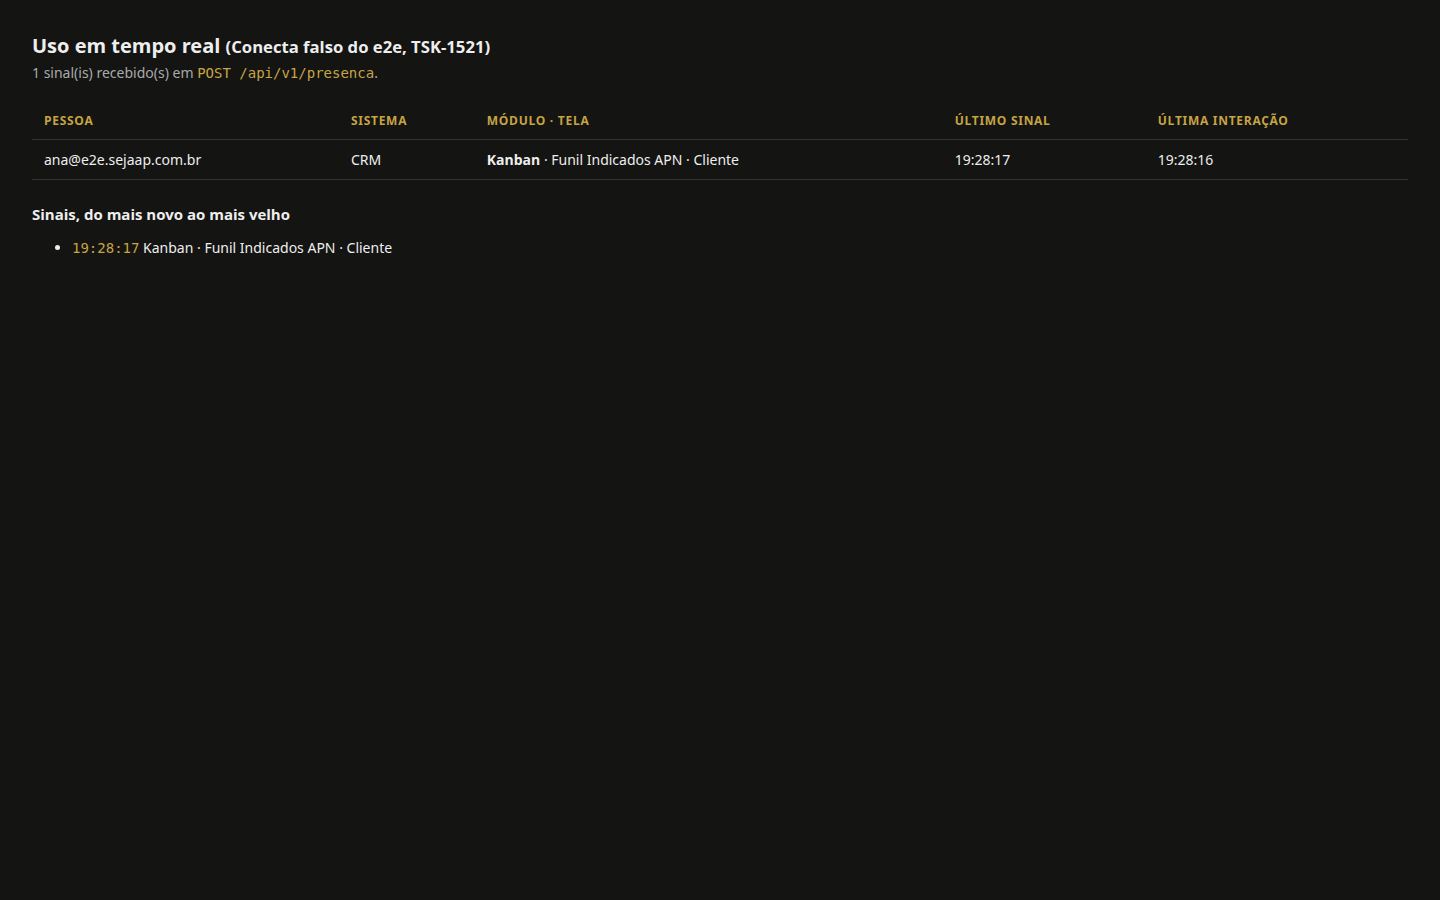 Uso em tempo real (Conecta falso do e2e, TSK-1521)
1 sinal(is) recebido(s) em POST /api/v1/presenca.
PESSOA SISTEMA MÓDULO · TELA ÚLTIMO SINAL ÚLTIMA INTERAÇÃO
ana@e2e.sejaap.com.br CRM Kanban · Funil Indicados APN · Cliente 19:28:17 19:28:16
Sinais, do mais novo ao mais velho
• 19:28:17 Kanban · Funil Indicados APN · Cliente